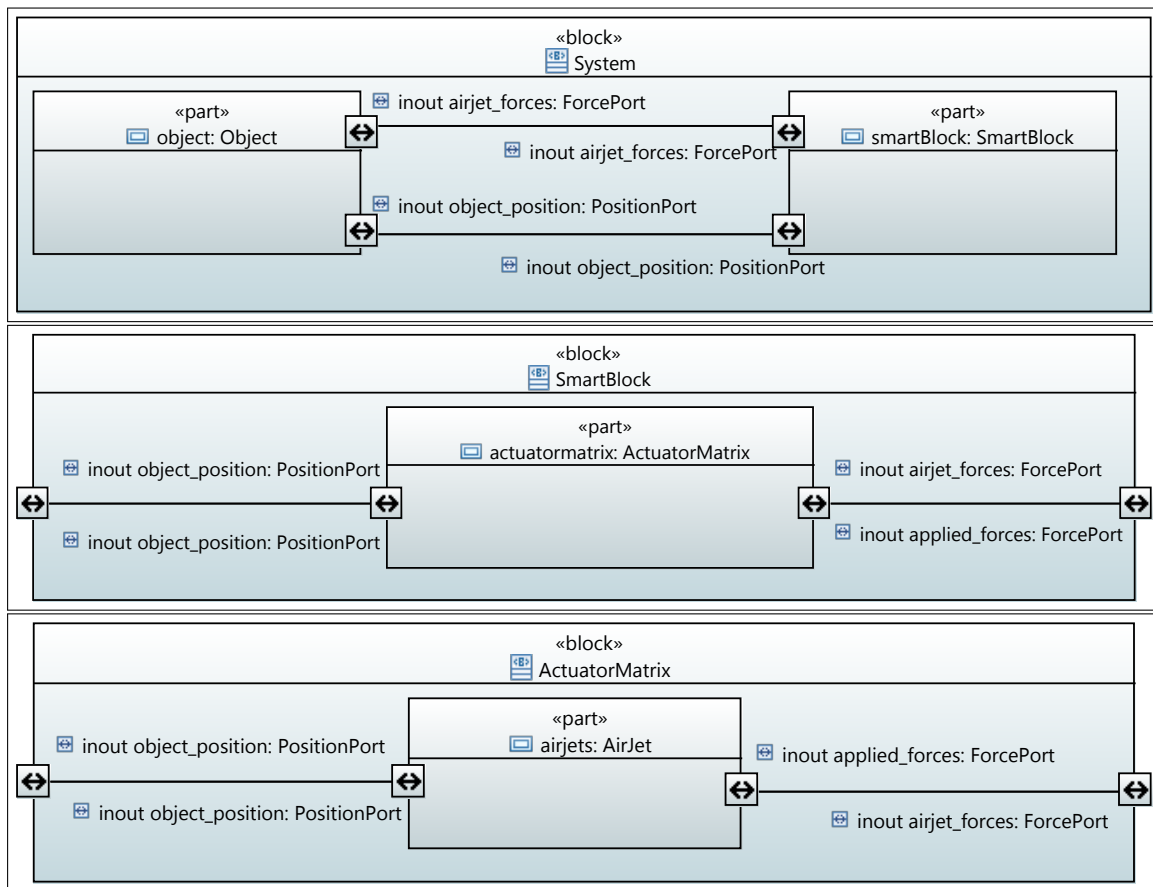 «block»
System
«part»
object: Object
inout airjet_forces: ForcePort
«part»
smartBlock: SmartBlock
inout airjet_forces: ForcePort
inout object_position: PositionPort
inout object_position: PositionPort
«block»
SmartBlock
«part»
actuatormatrix: ActuatorMatrix
inout object_position: PositionPort
inout airjet_forces: ForcePort
inout object_position: PositionPort
inout applied_forces: ForcePort
«block»
ActuatorMatrix
«part»
airjets: AirJet
inout object_position: PositionPort
inout applied_forces: ForcePort
inout object_position: PositionPort
inout airjet_forces: ForcePort